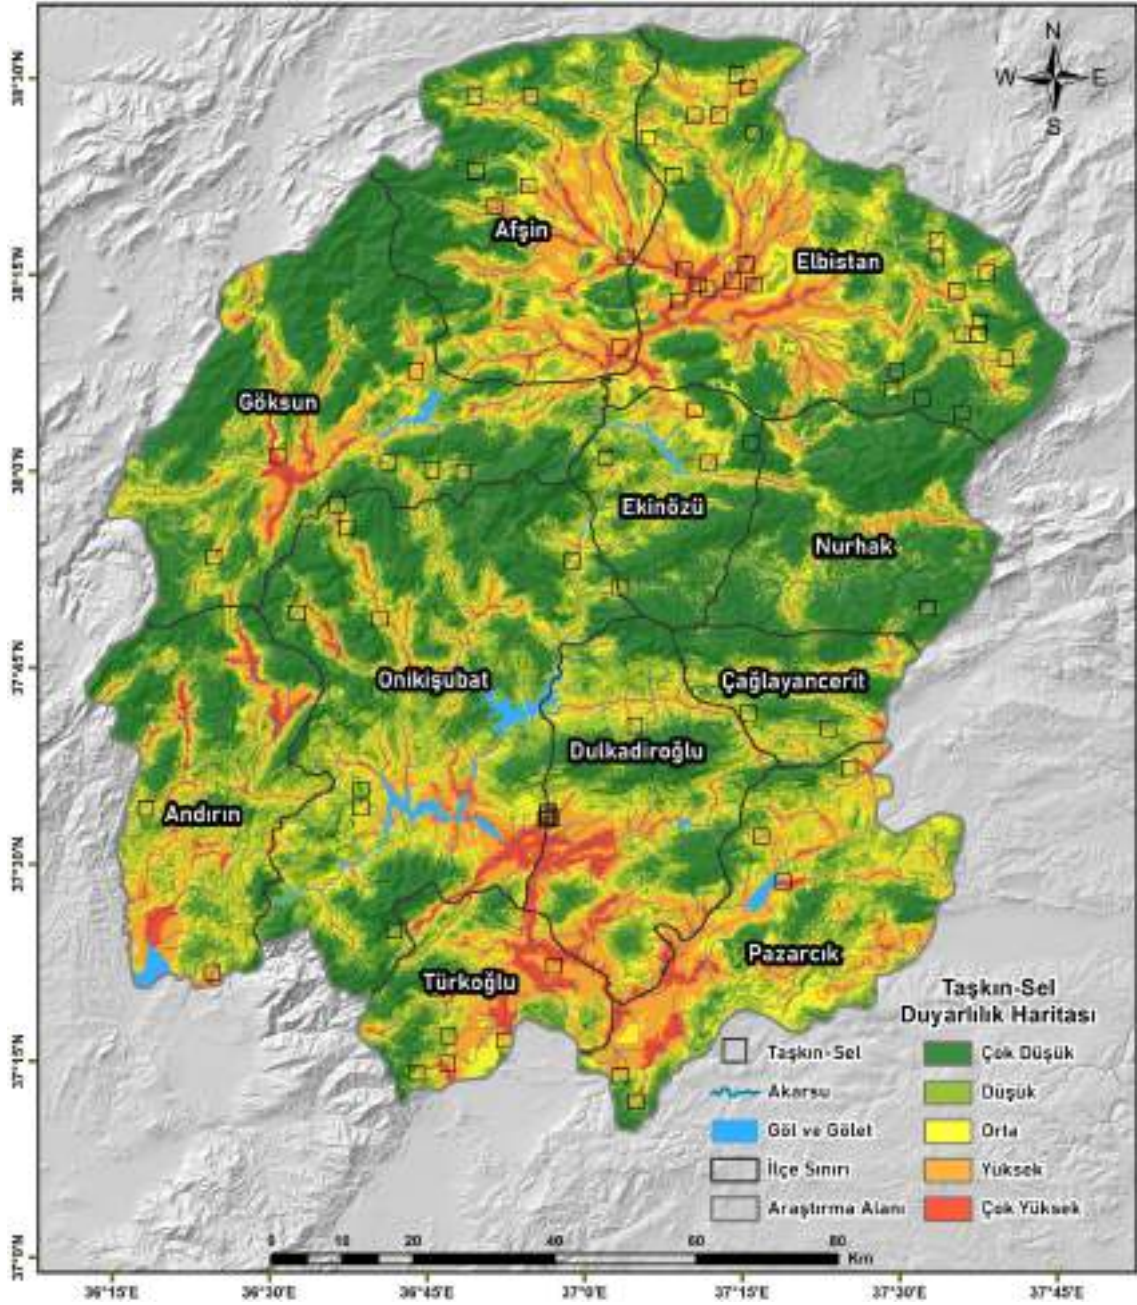 N
W E
S
38°30'E
38°15'E
38°0'E
37°45'E
37°30'E
37°15'E
37°0'E
Afşin
Elbistan
Göksun
Ekinözü
Nurhak
Onikişubat
Çağlayancerit
Dulkadiroğlu
Andırın
Pazarcık
Türkoğlu
Taşkın-Sel
Duyarlılık Haritası
Taşkın-Sel
Akarsu
Göl ve Gölet
İlçe Sınırı
Araştırma Alanı
Çok Düşük
Düşük
Orta
Yüksek
Çok Yüksek
0 10 20 40 60 80
Km
36°15'E 36°30'E 36°45'E 37°0'E 37°15'E 37°30'E 37°45'E